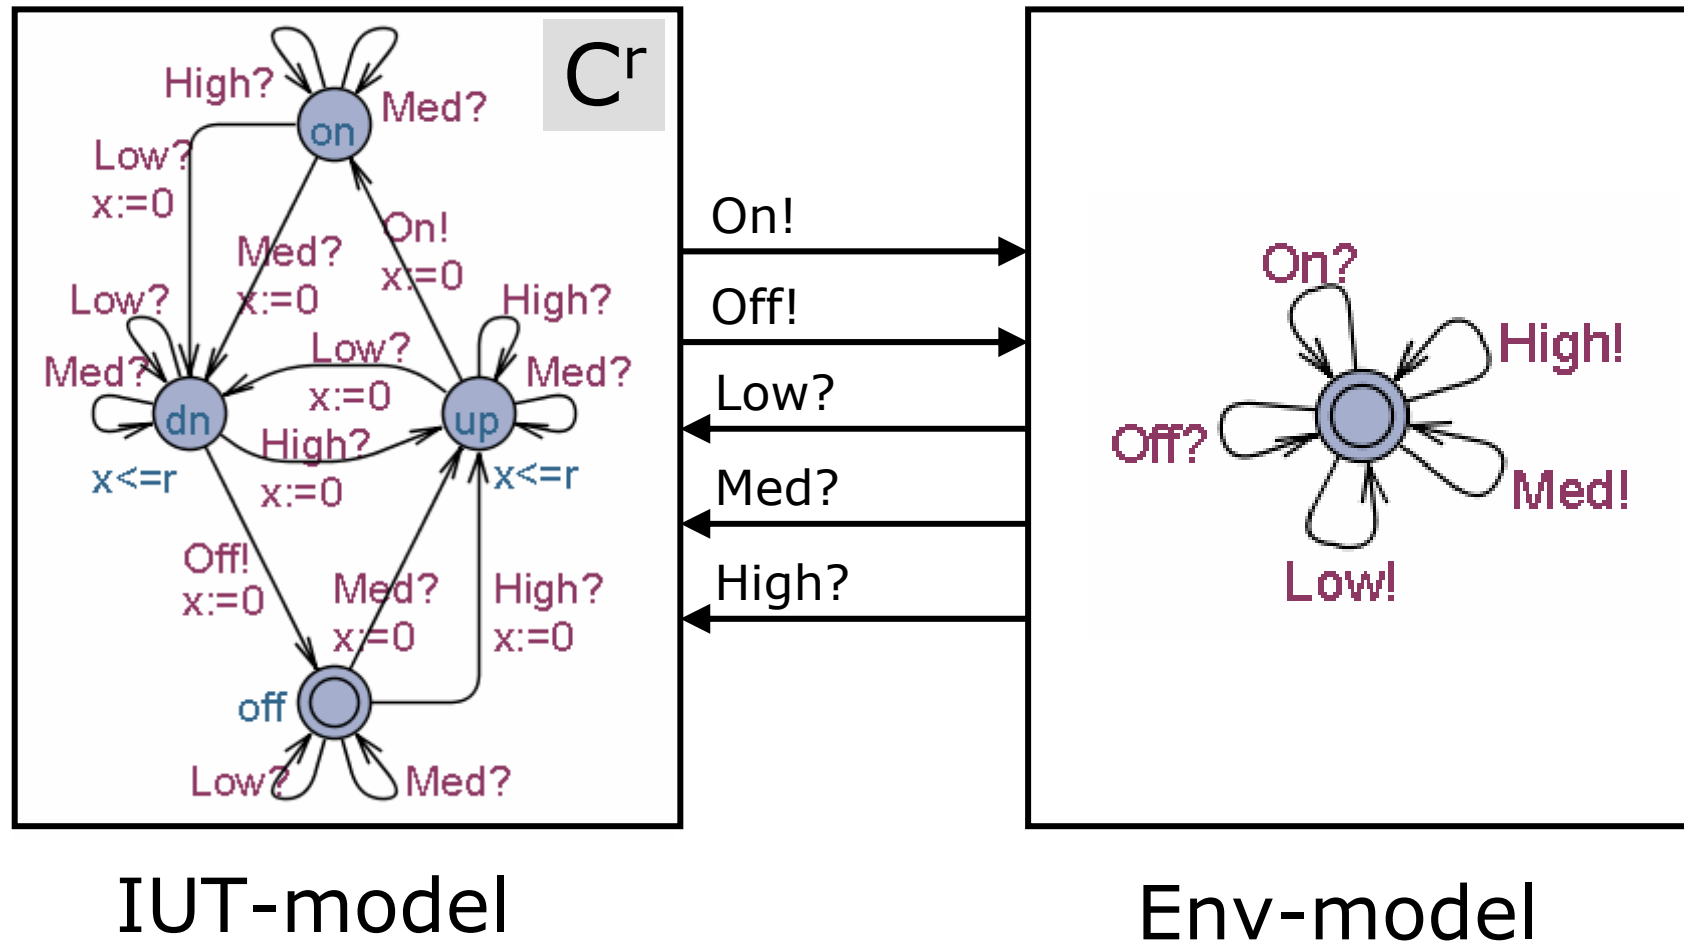 C^r
High?
Med?
on
Low?
x:=0
Med?
x:=0
On!
x:=0
Low?
Med?
High?
Med?
Low?
x:=0
dn
up
High?
x:=0
x<=r
x<=r
Off!
x:=0
Med?
x:=0
High?
x:=0
off
Low?
Med?
On!
Off!
Low?
Med?
High?
On?
High!
Off?
Med!
Low!
IUT-model
Env-model